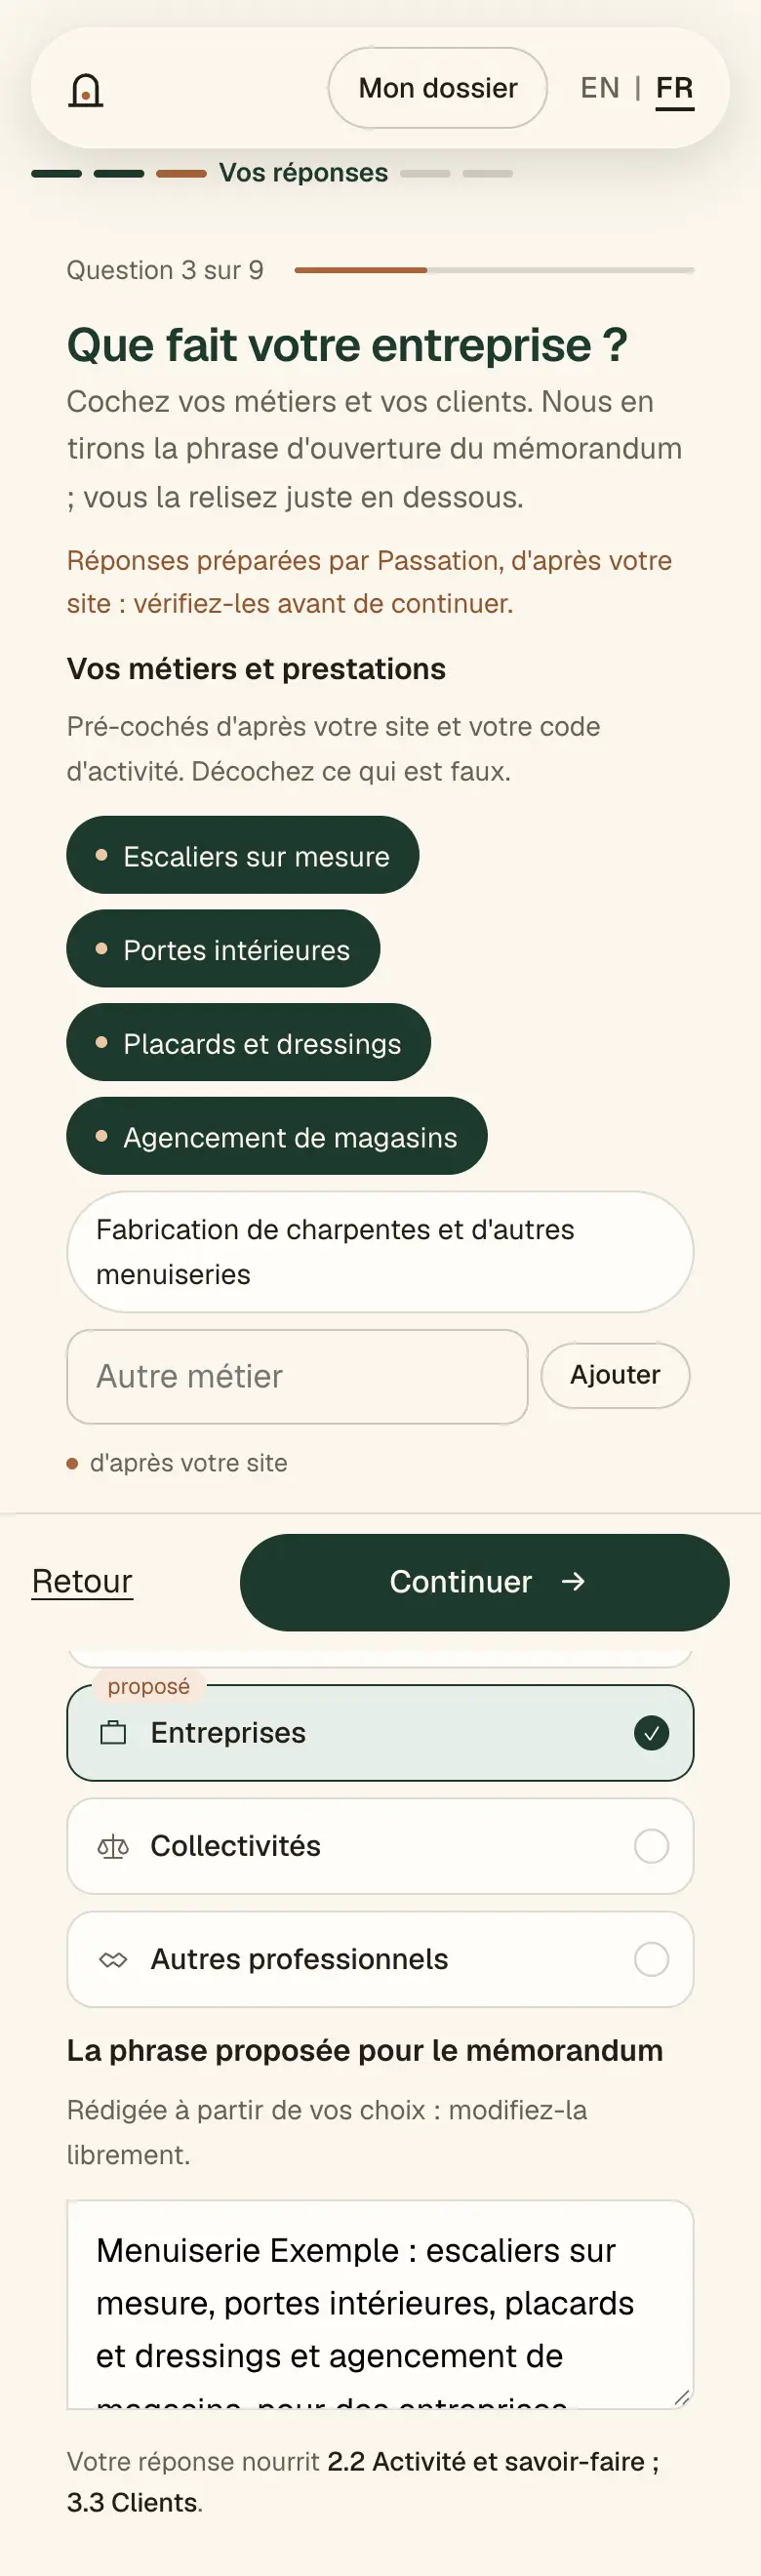 Mon dossier
EN | FR
Vos réponses
Question 3 sur 9
Que fait votre entreprise ?
Cochez vos métiers et vos clients. Nous en
tirons la phrase d'ouverture du mémorandum
; vous la relisez juste en dessous.
Réponses préparées par Passation, d'après votre
site : vérifiez-les avant de continuer.
Vos métiers et prestations
Pré-cochés d'après votre site et votre code
d'activité. Décochez ce qui est faux.
Escaliers sur mesure
Portes intérieures
Placards et dressings
Agencement de magasins
Fabrication de charpentes et d'autres
menuiseries
Autre métier
Ajouter
d'après votre site
Retour
Continuer →
proposé
Entreprises
Collectivités
Autres professionnels
La phrase proposée pour le mémorandum
Rédigée à partir de vos choix : modifiez-la
librement.
Menuiserie Exemple : escaliers sur
mesure, portes intérieures, placards
et dressings et agencement de
magasins, pour des entreprises
Votre réponse nourrit 2.2 Activité et savoir-faire ;
3.3 Clients.